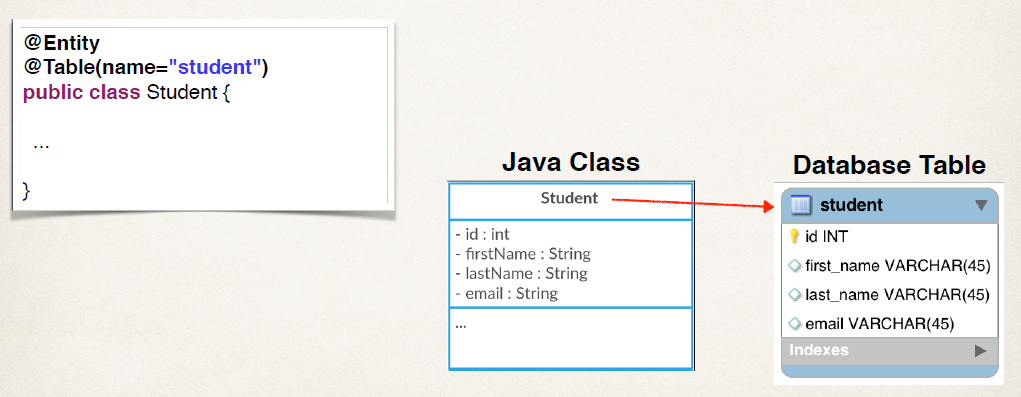 @Entity
@Table(name="student")
public class Student {
...
}
Java Class
Student
- id : int
- firstName : String
- lastName : String
- email : String
...
Database Table
student
id INT
first_name VARCHAR(45)
last_name VARCHAR(45)
email VARCHAR(45)
Indexes